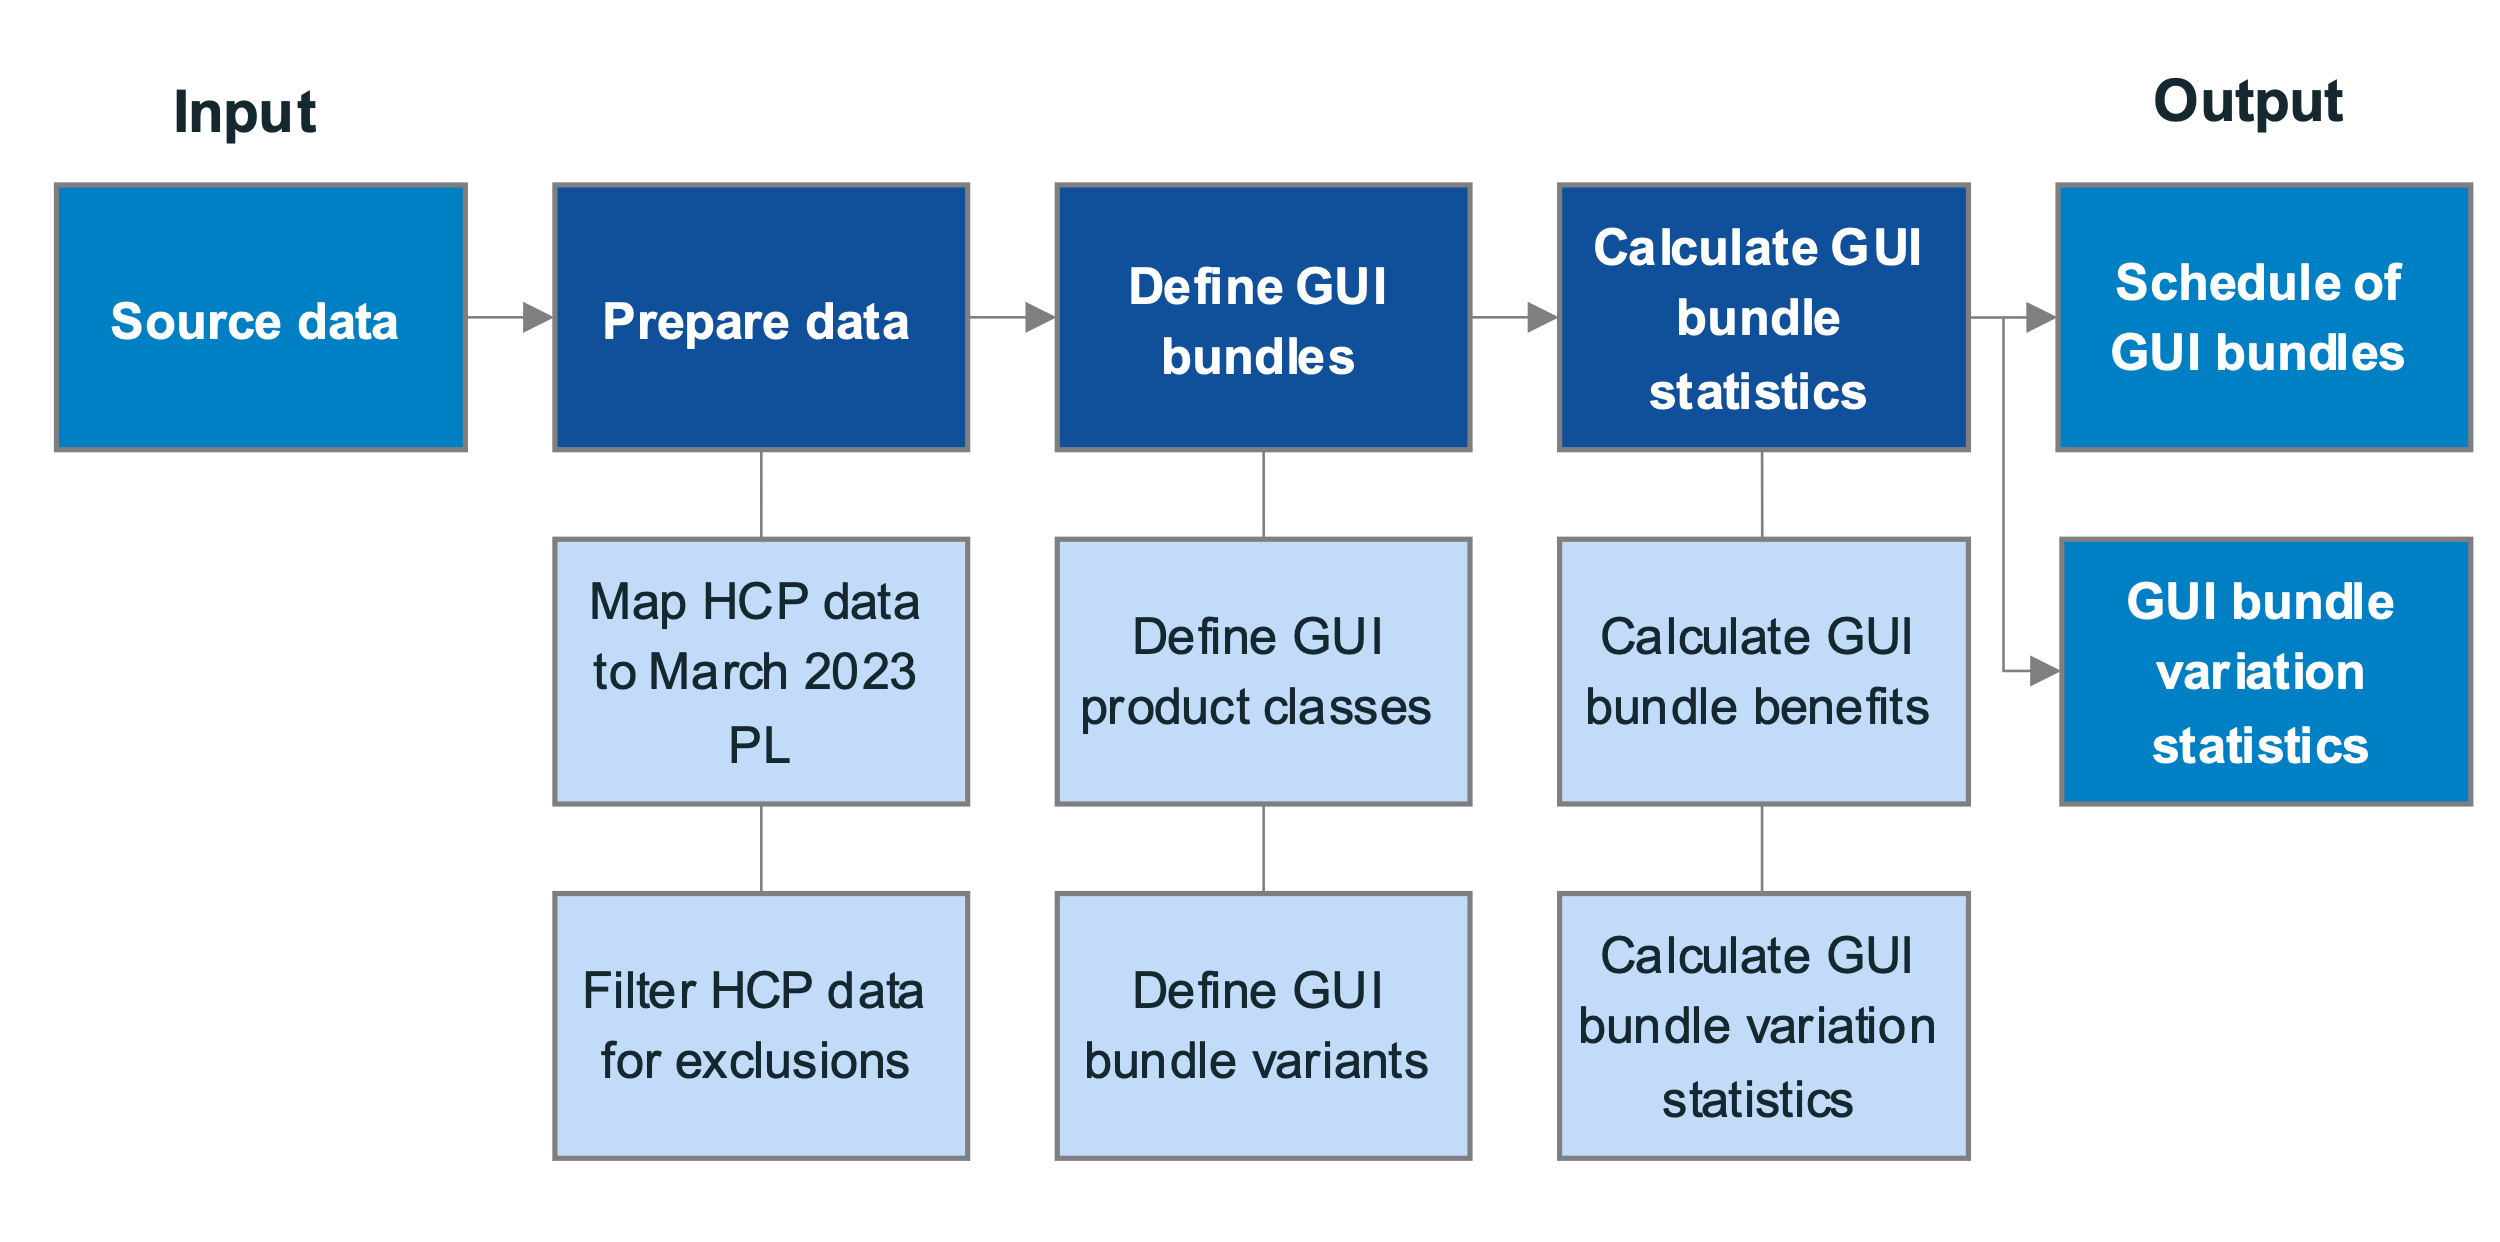 Input
Output
Source data
Prepare data
Define GUI
bundles
Calculate GUI
bundle
statistics
Schedule of
GUI bundles
Map HCP data
to March 2023
PL
Define GUI
product classes
Calculate GUI
bundle benefits
GUI bundle
variation
statistics
Filter HCP data
for exclusions
Define GUI
bundle variants
Calculate GUI
bundle variation
statistics